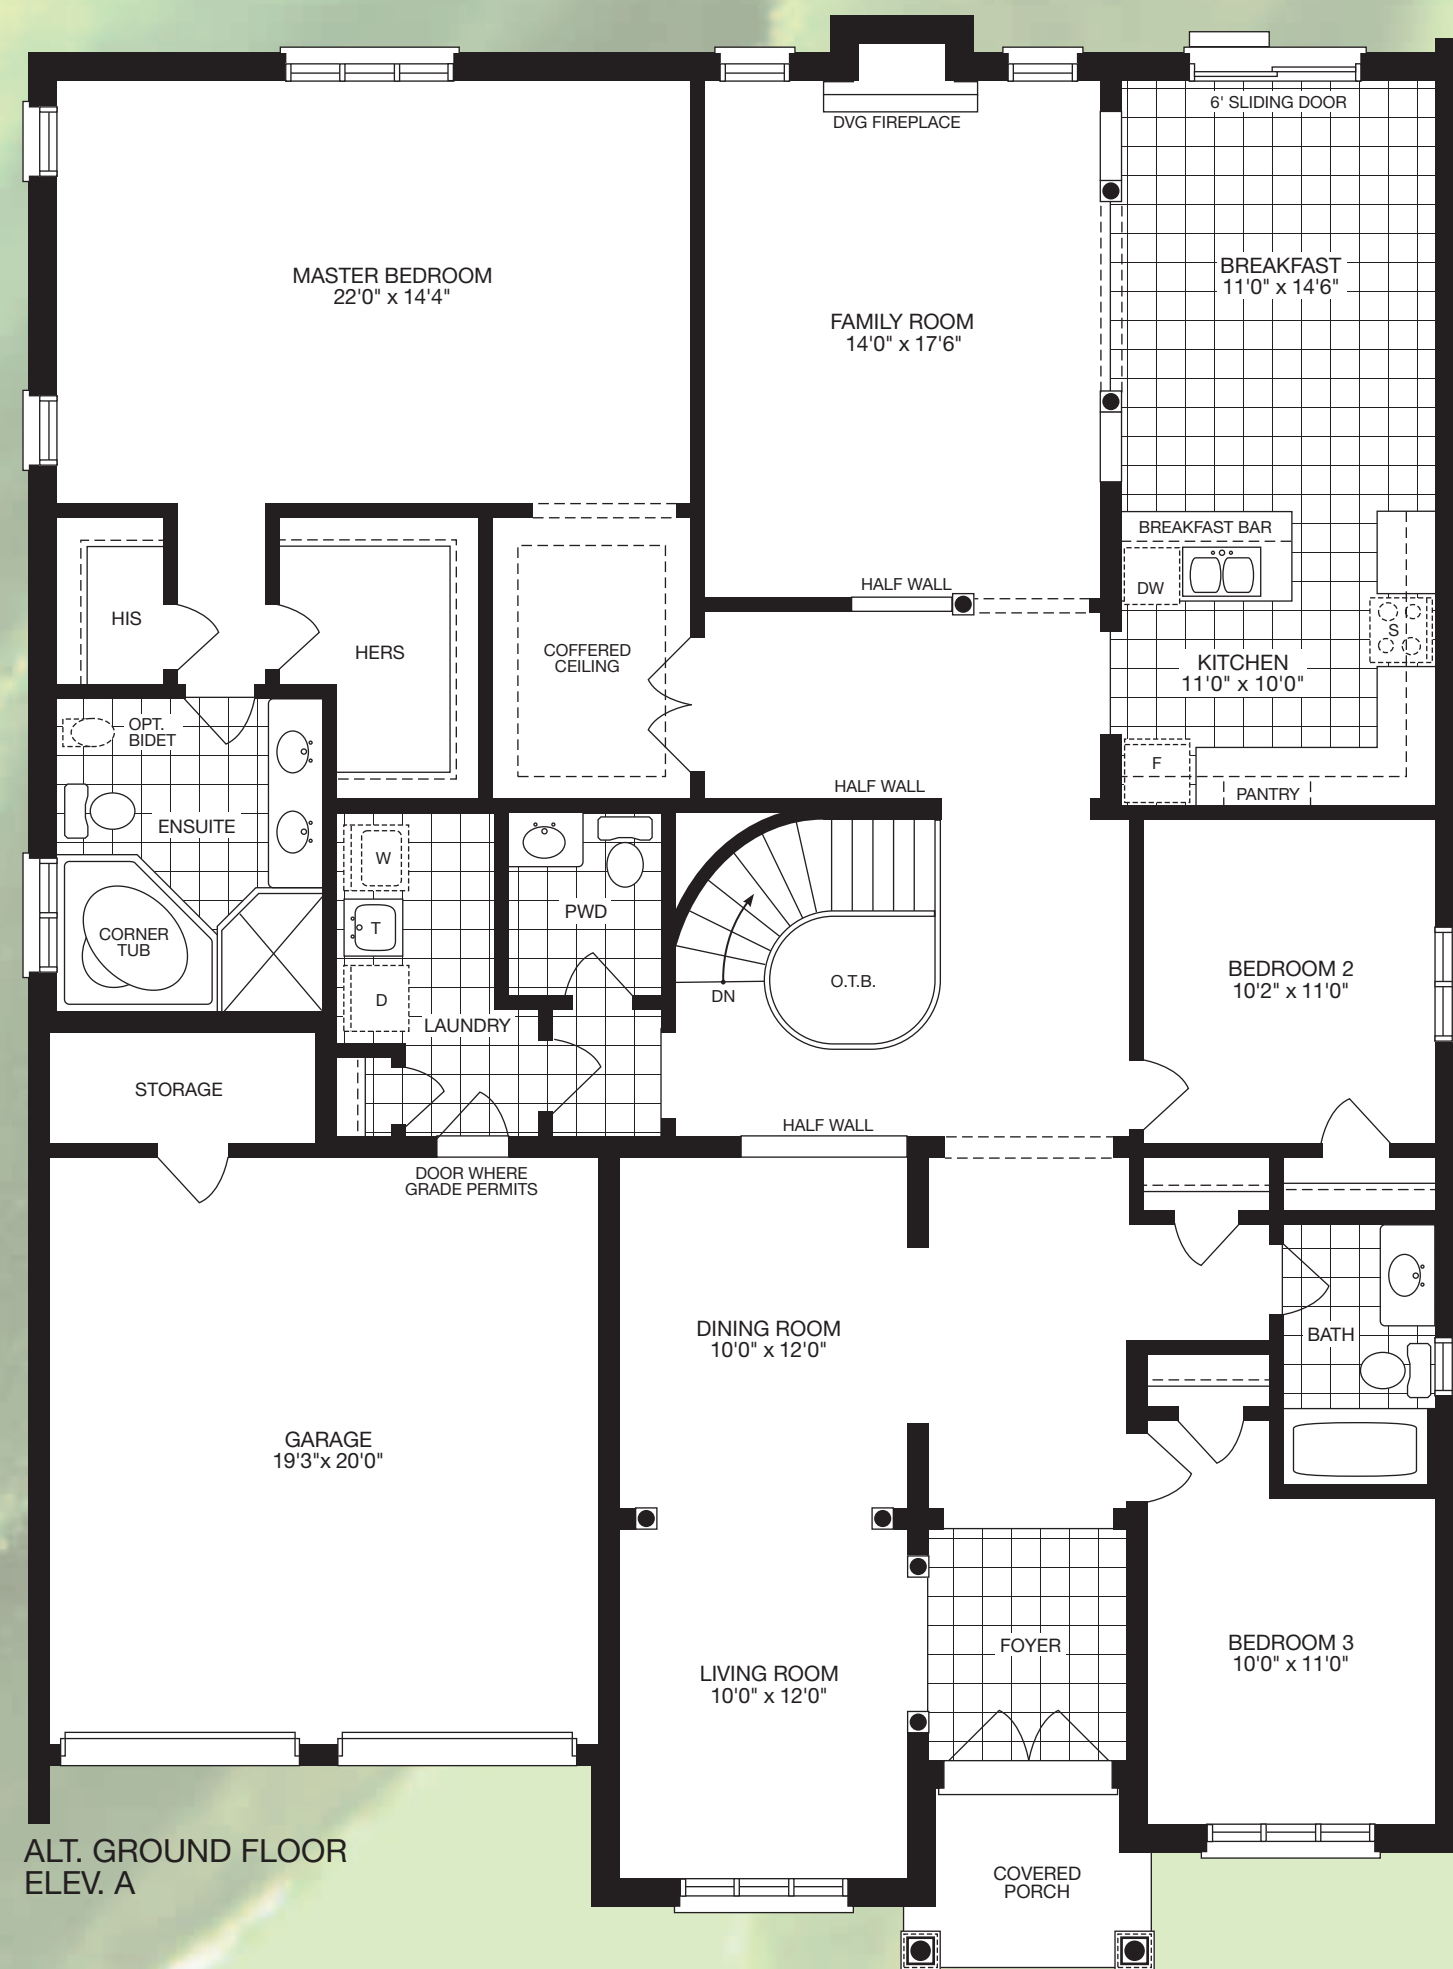 6' SLIDING DOOR
DVG FIREPLACE
MASTER BEDROOM
22'0" x 14'4"
FAMILY ROOM
14'0" x 17'6"
BREAKFAST
11'0" x 14'6"
BREAKFAST BAR
DW
HALF WALL
HIS
HERS
COFFERED
CEILING
S
KITCHEN
11'0" x 10'0"
OPT.
BIDET
F
PANTRY
HALF WALL
ENSUITE
W
PWD
T
CORNER
TUB
D
DN
O.T.B.
BEDROOM 2
10'2" x 11'0"
LAUNDRY
STORAGE
HALF WALL
DOOR WHERE
GRADE PERMITS
DINING ROOM
10'0" x 12'0"
BATH
GARAGE
19'3"x 20'0"
FOYER
BEDROOM 3
10'0" x 11'0"
LIVING ROOM
10'0" x 12'0"
COVERED
PORCH
ALT. GROUND FLOOR
ELEV. A